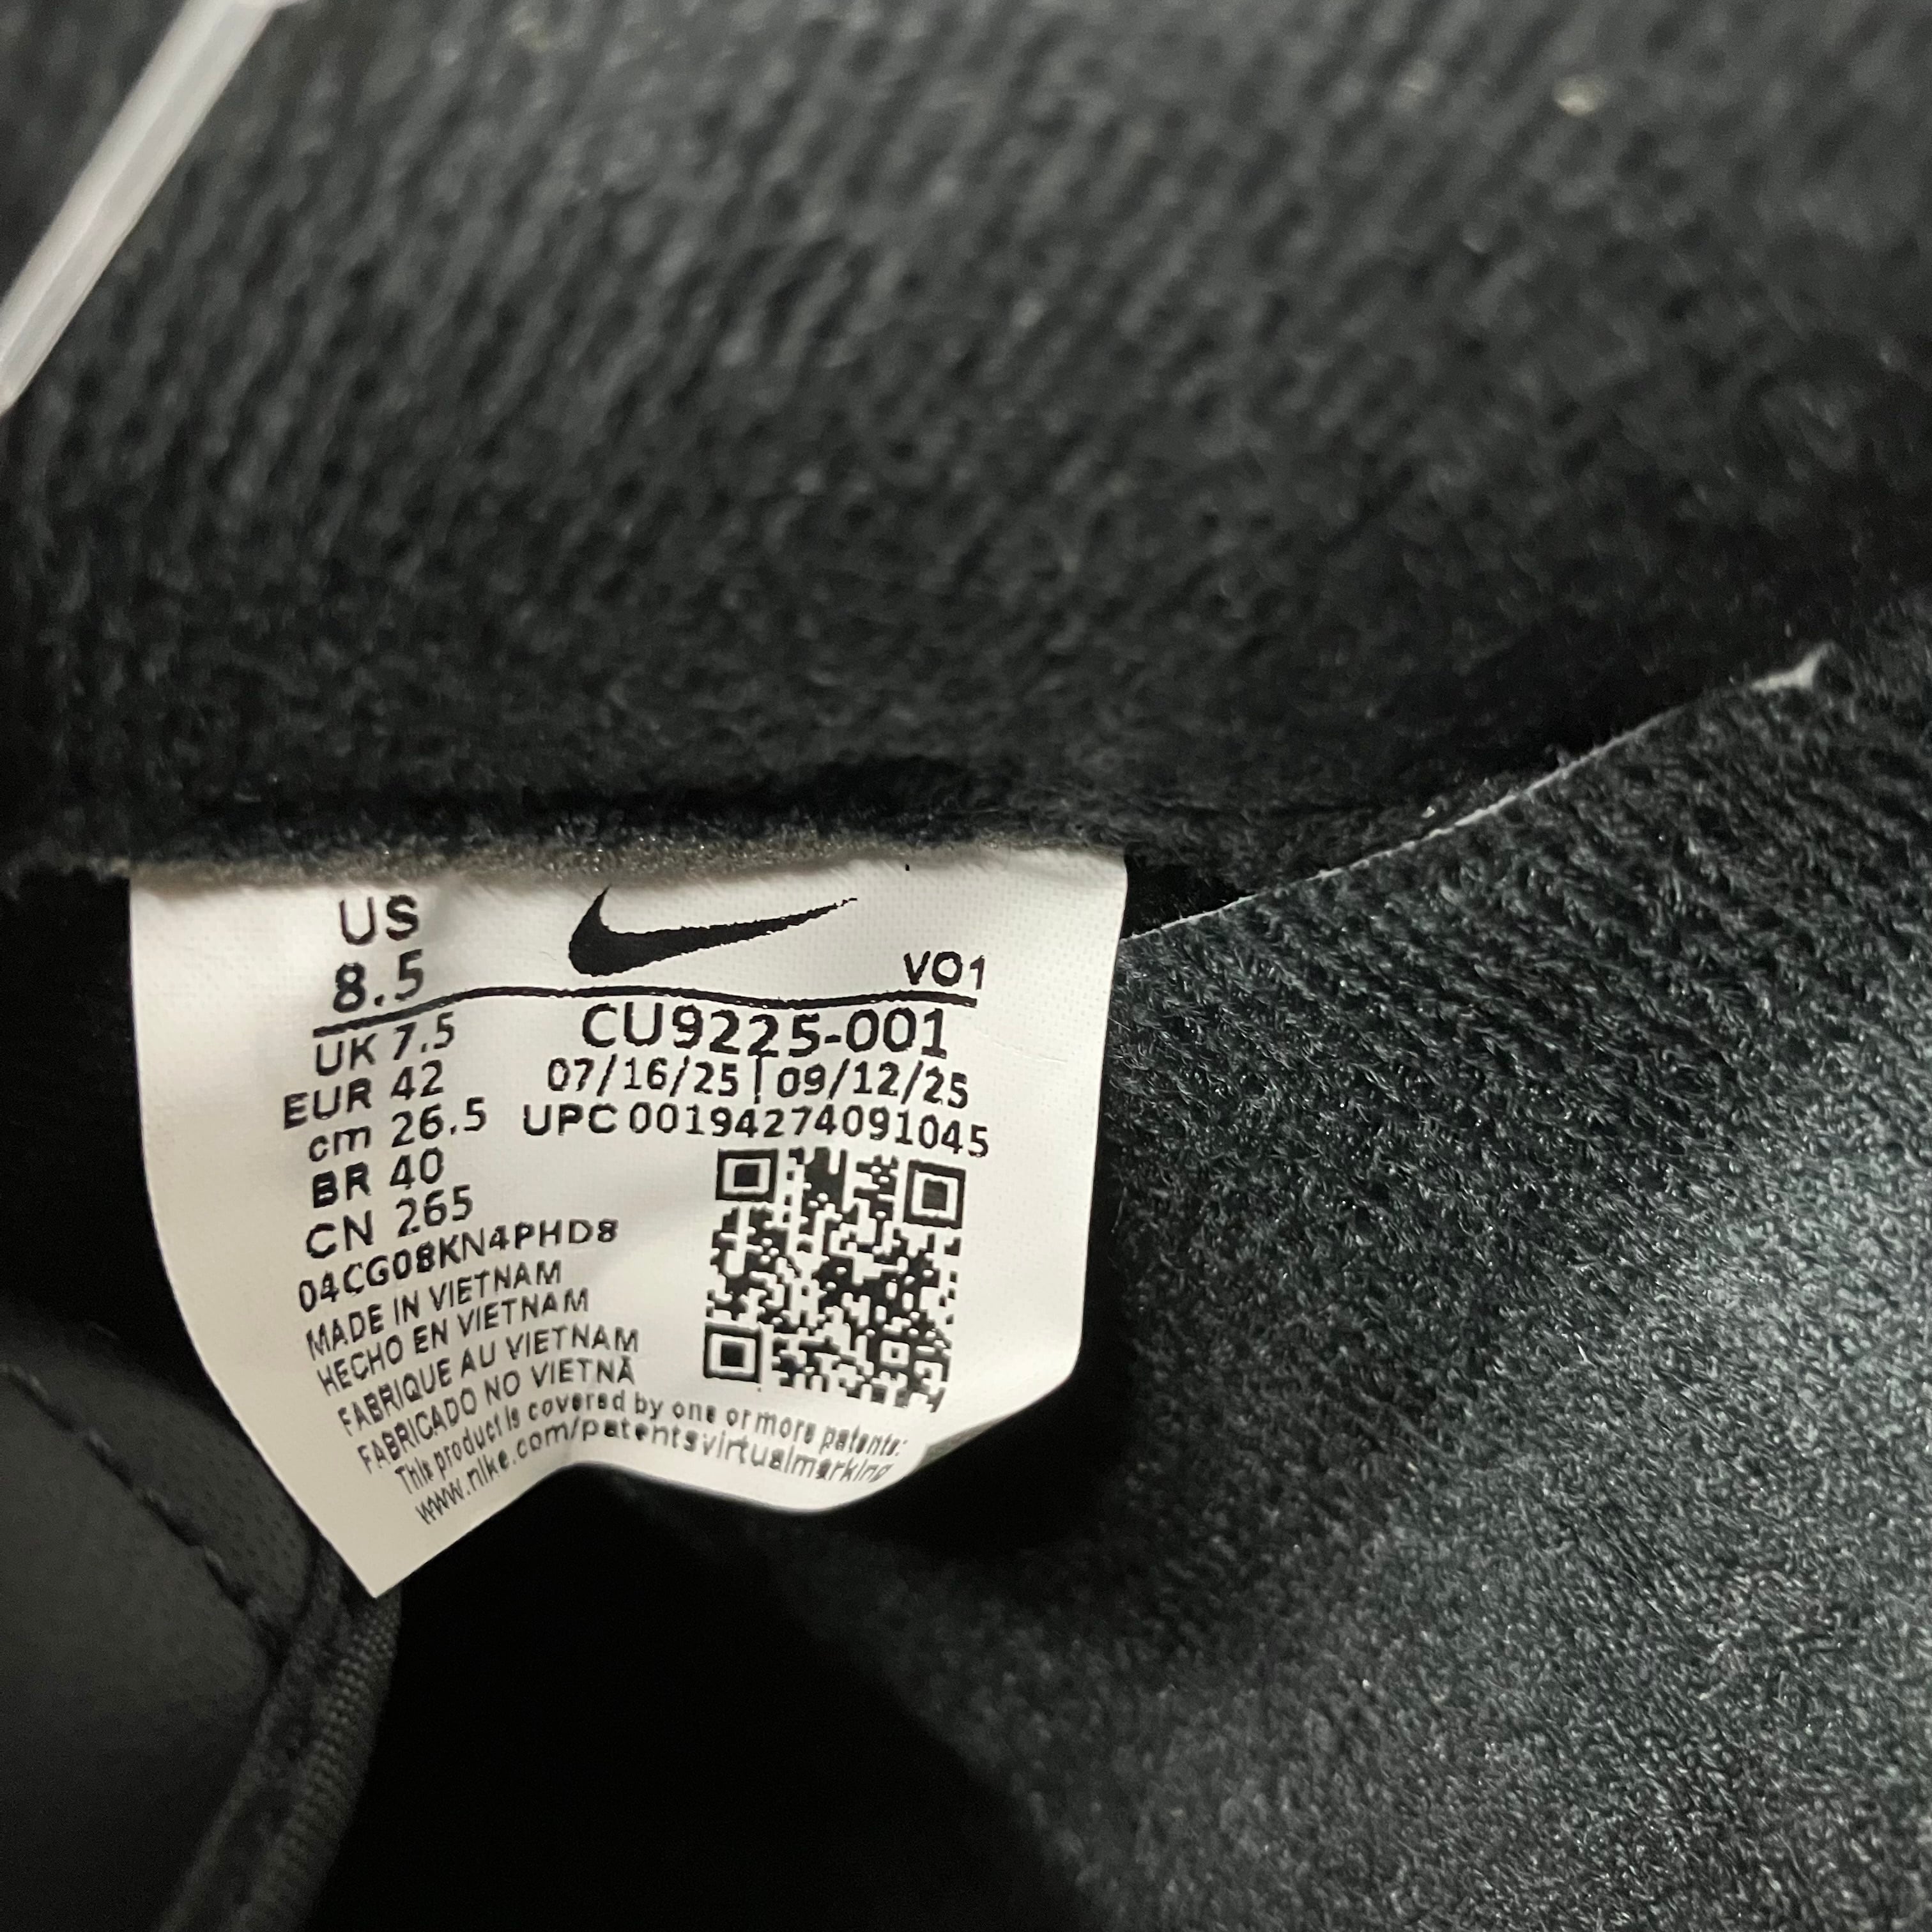 US
8.5
VO1
UK 7.5
EUR 42
cm 26.5
BR 40
CN 265
CU9225-001
07/16/25 | 09/12/25
UPC 00194274091045
04CG08KN4PHD8
MADE IN VIETNAM
HECHO EN VIETNAM
FABRIQUE AU VIETNAM
FABRICADO NO VIETNÃ
This product is covered by one or more patents:
www.nike.com/patentsvirtualmarking